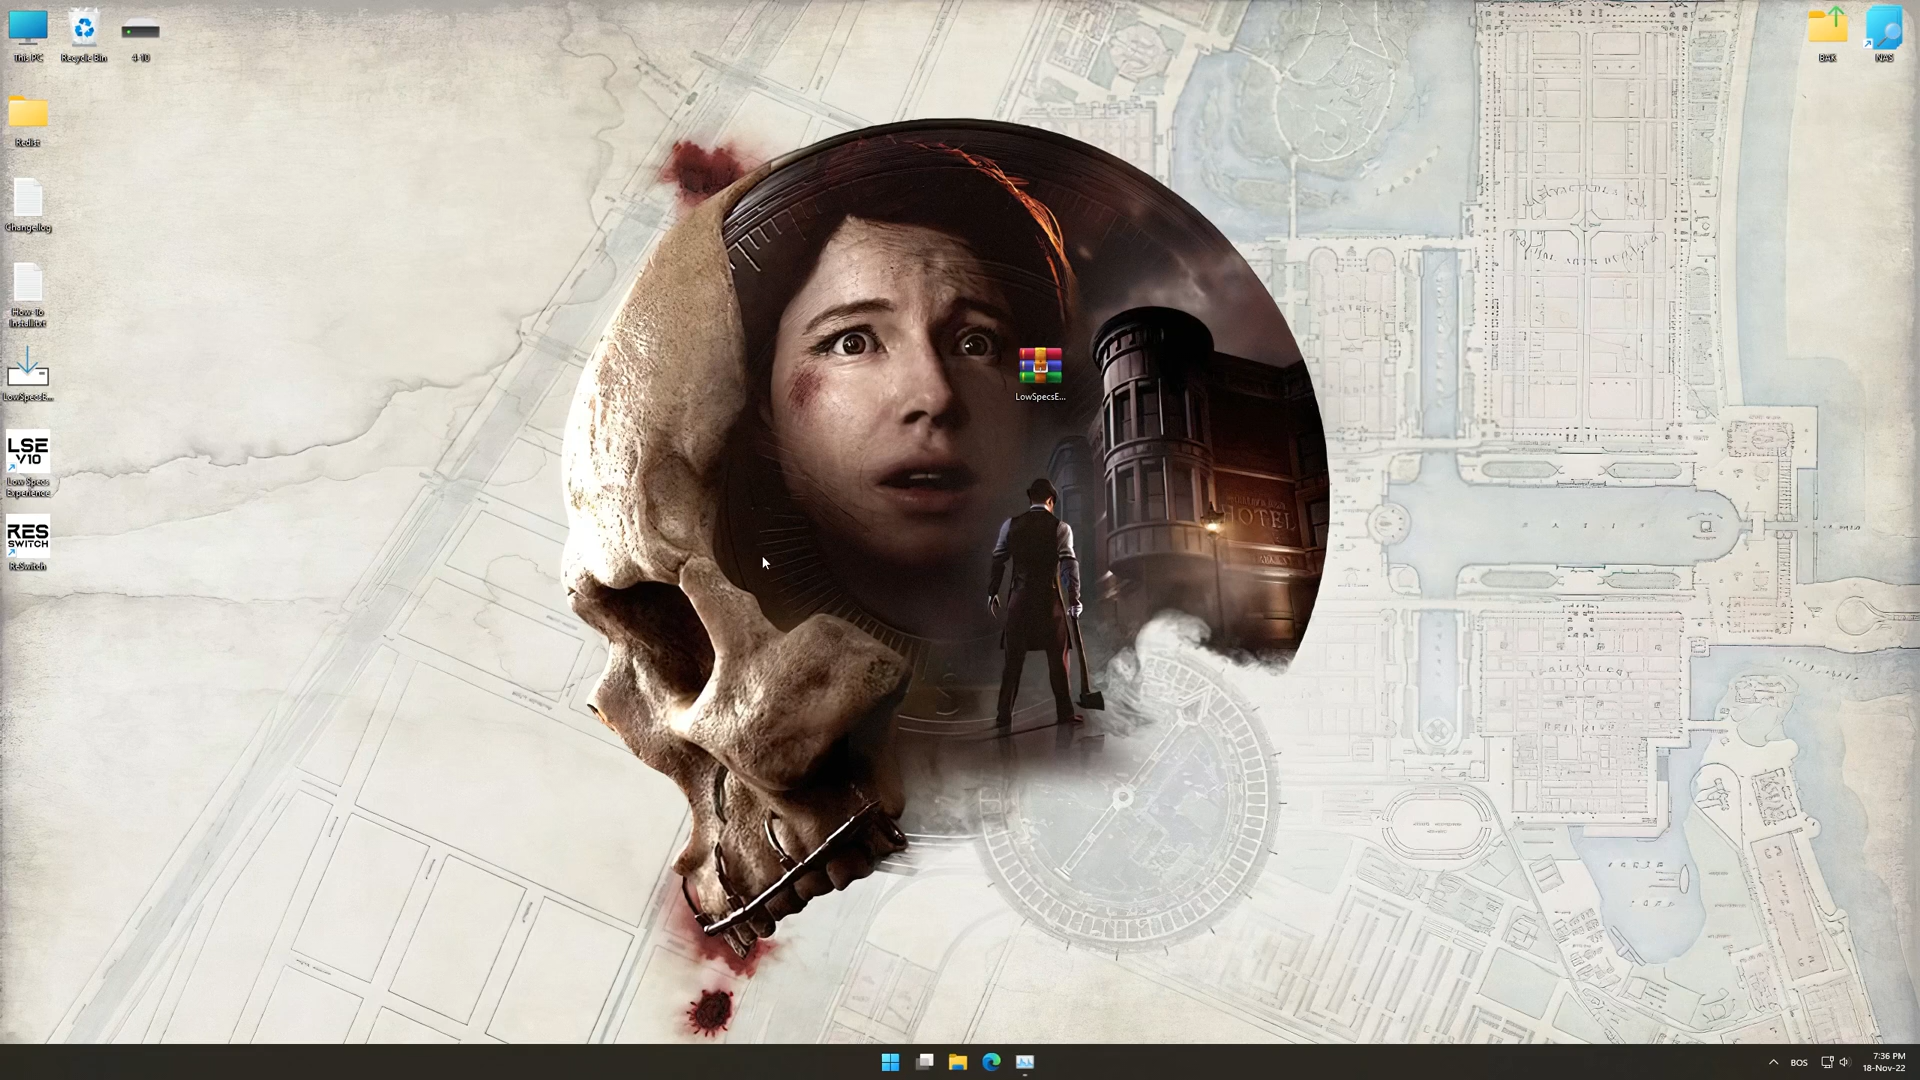 This PC
Recycle Bin
4-10
BAK
NAS
Redist
Changelog
How-To
Install.txt
LowSpecsE...
LowSpecsE...
LSE
V10
Low Specs
Experience
RES
SWITCH
ReSwitch
HOTEL
BOS
7:36 PM
18-Nov-22